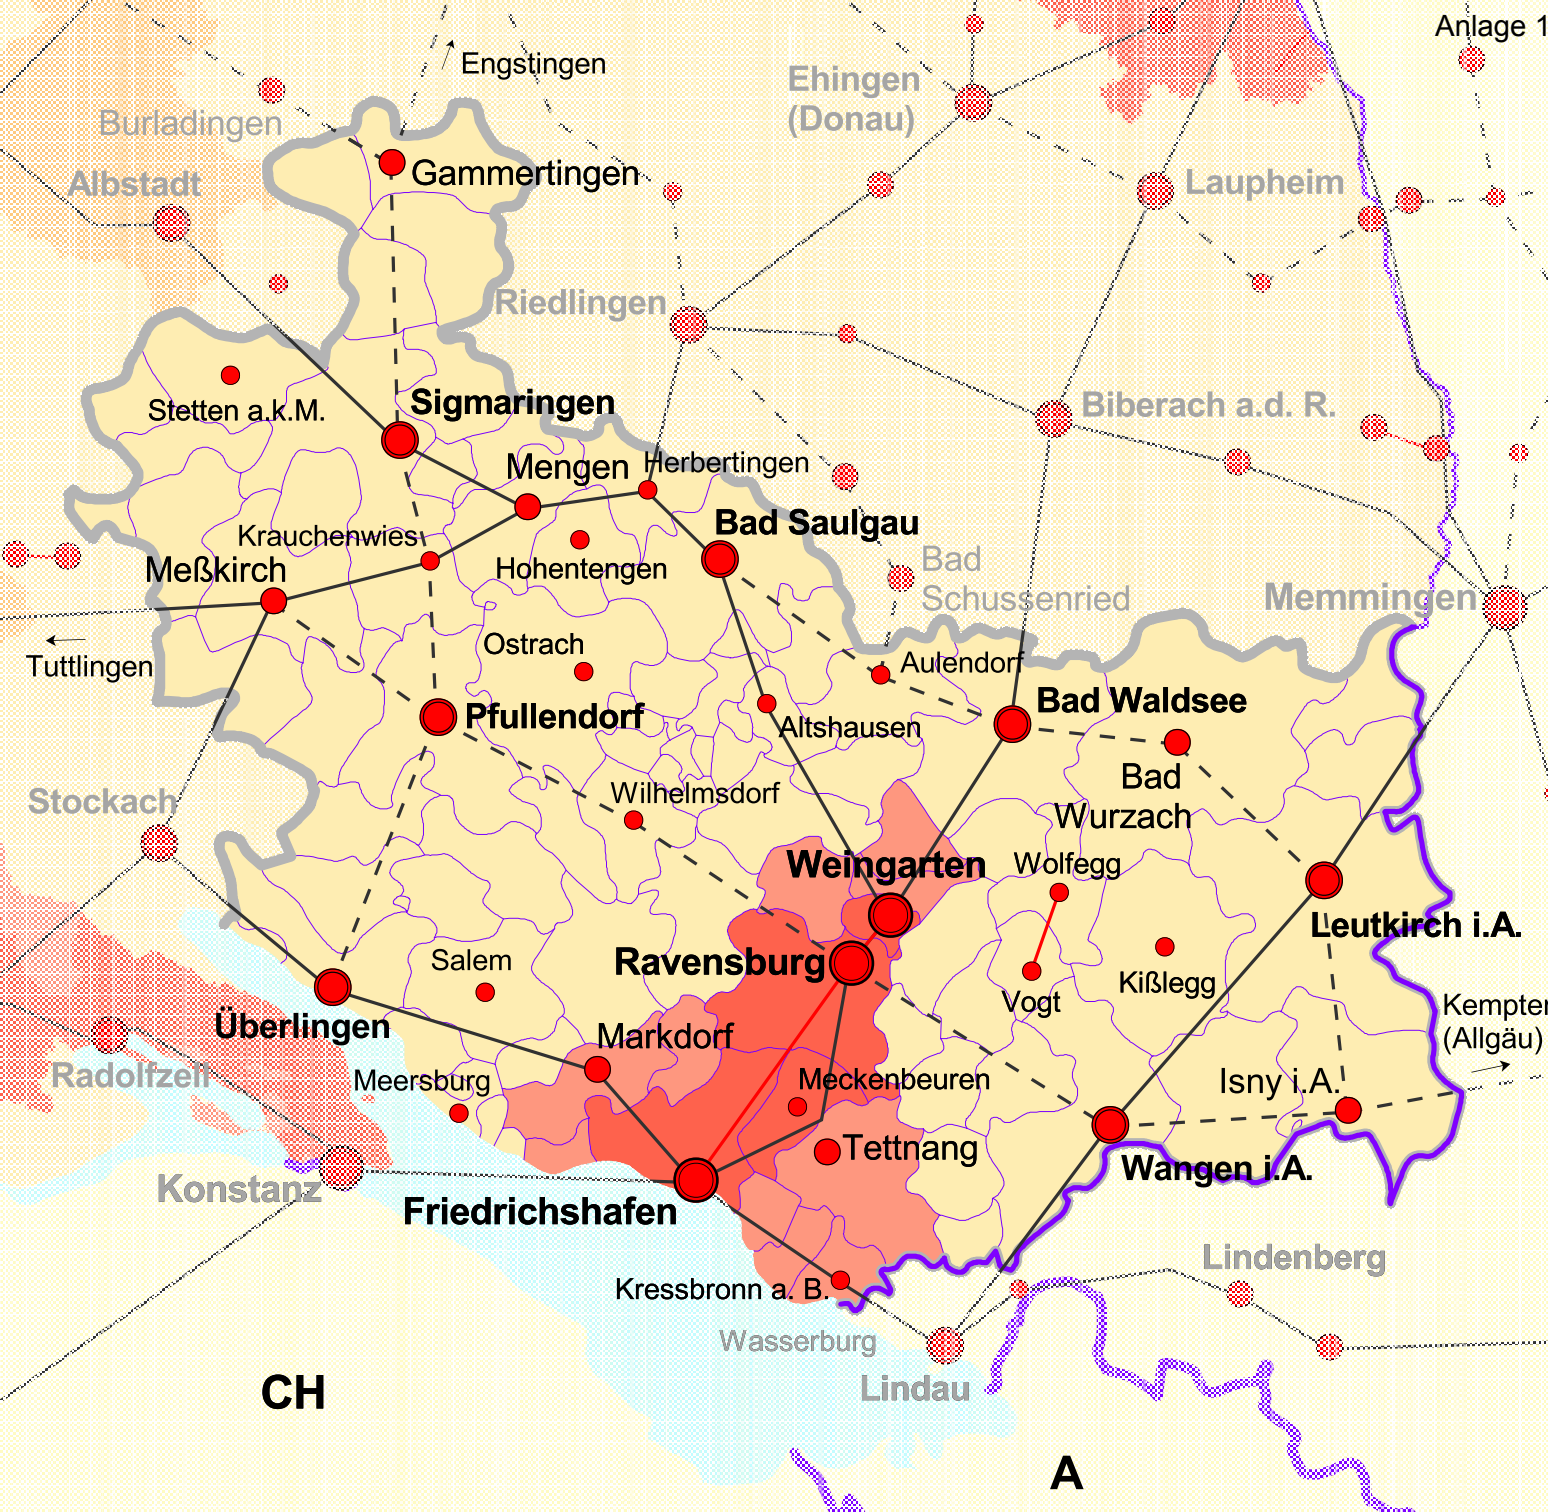 Anlage 1
Engstingen
Ehingen
(Donau)
Burladingen
Gammertingen
Albstadt
Laupheim
Riedlingen
Sigmaringen
Stetten a.k.M.
Biberach a.d. R.
Mengen
Herbertingen
Bad Saulgau
Krauchenwies
Meßkirch
Hohentengen
Bad
Schussenried
Memmingen
Tuttlingen
Ostrach
Aulendorf
Pfullendorf
Altshausen
Bad Waldsee
Bad
Wurzach
Stockach
Wilhelmsdorf
Weingarten
Wolfegg
Leutkirch i.A.
Salem
Ravensburg
Vogt
Kißlegg
Überlingen
Markdorf
Kempten
(Allgäu)
Radolfzell
Meersburg
Meckenbeuren
Isny i.A.
Tettnang
Wangen i.A.
Konstanz
Friedrichshafen
Lindenberg
Kressbronn a. B.
Wasserburg
CH
Lindau
A